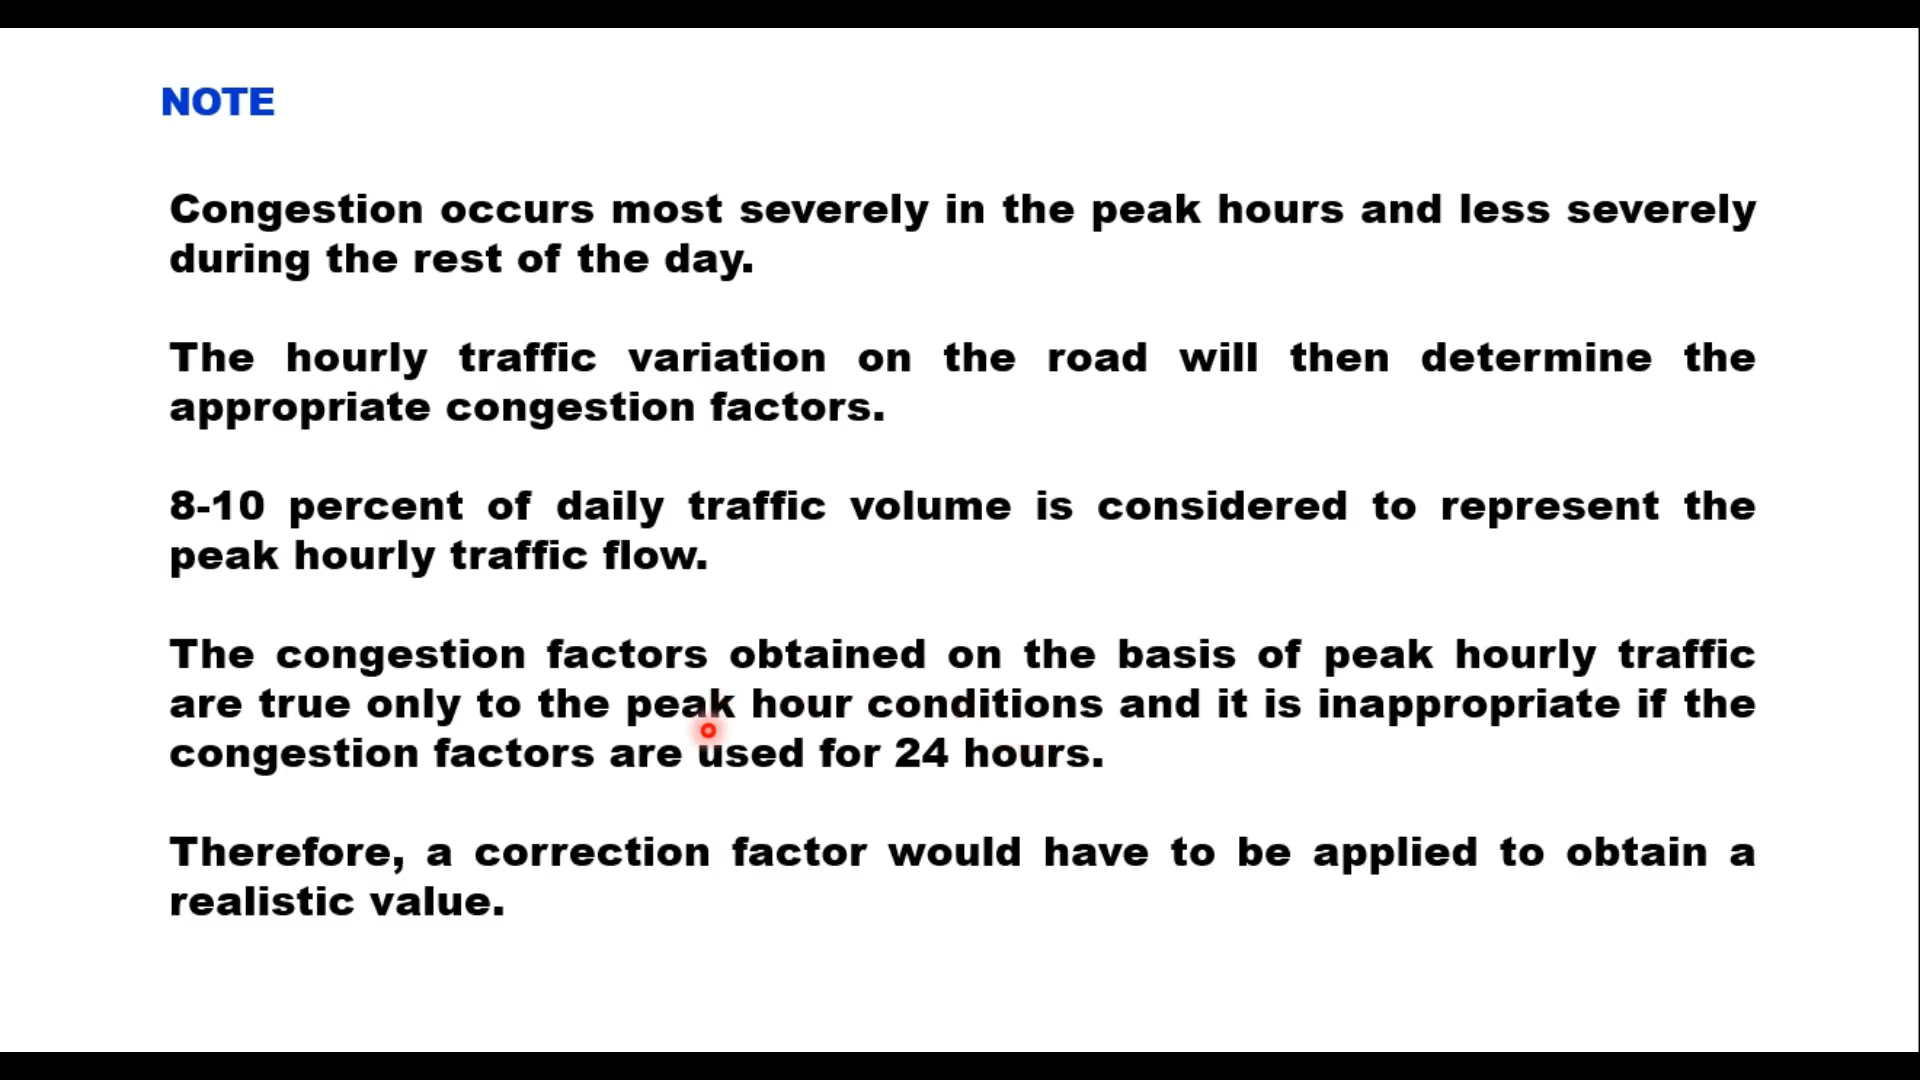 NOTE
Congestion occurs most severely in the peak hours and less severely
during the rest of the day.
The hourly traffic variation on the road will then determine the
appropriate congestion factors.
8-10 percent of daily traffic volume is considered to represent the
peak hourly traffic flow.
The congestion factors obtained on the basis of peak hourly traffic
are true only to the peak hour conditions and it is inappropriate if the
congestion factors are used for 24 hours.
Therefore, a correction factor would have to be applied to obtain a
realistic value.